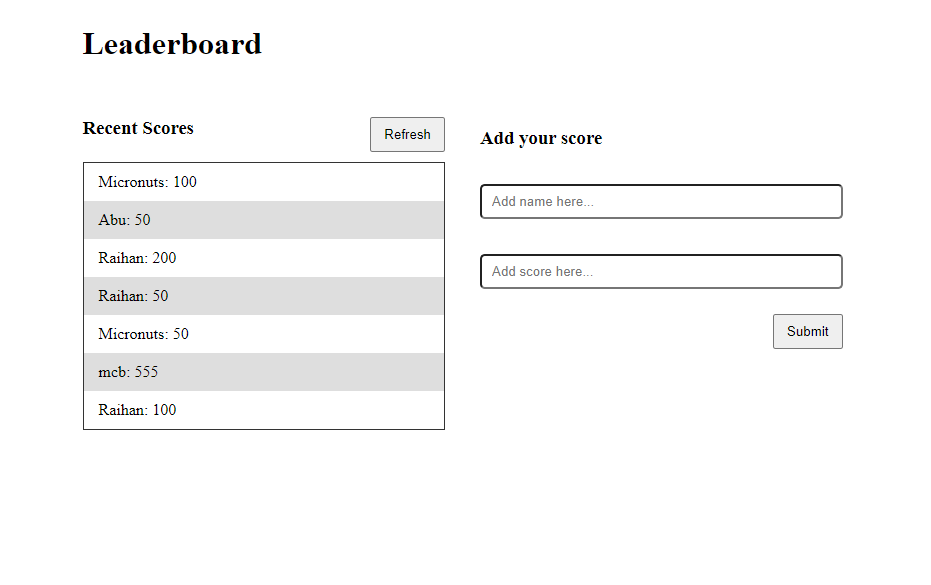 Leaderboard
Recent Scores
Refresh
Micronuts: 100
Abu: 50
Raihan: 200
Raihan: 50
Micronuts: 50
mcb: 555
Raihan: 100
Add your score
Add name here...
Add score here...
Submit